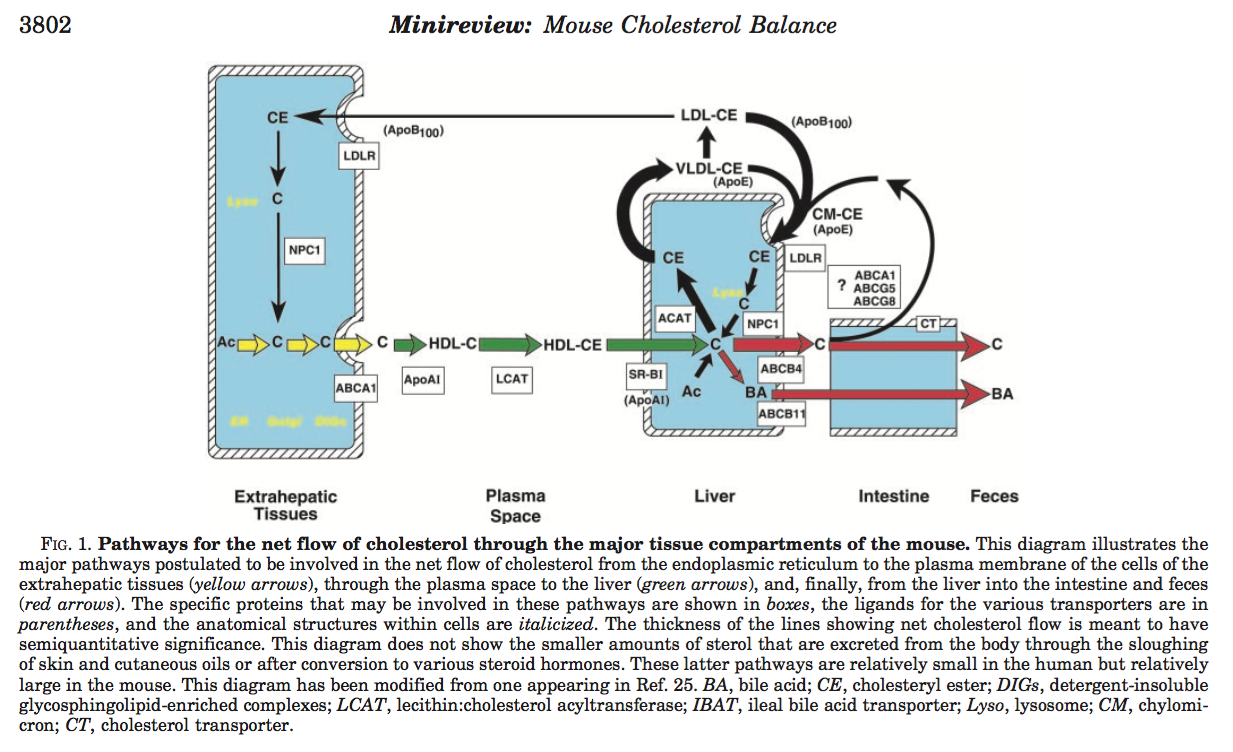 3802
Minireview: Mouse Cholesterol Balance
CE
(ApoB100)
LDLR
Lyso
C
NPC1
Ac
C
C
C
HDL-C
HDL-CE
ABCA1
ApoAI
LCAT
ER
Golgi
DIGs
LDL-CE
(ApoB100)
VLDL-CE
(ApoE)
CM-CE
(ApoE)
CE
CE
LDLR
Lyso
C
ACAT
NPC1
C
C
SR-BI
(ApoAI)
Ac
BA
ABCB4
ABCB11
? ABCA1
ABCG5
ABCG8
CT
C
BA
Extrahepatic
Tissues
Plasma
Space
Liver
Intestine
Feces
FIG. 1. Pathways for the net flow of cholesterol through the major tissue compartments of the mouse. This diagram illustrates the
major pathways postulated to be involved in the net flow of cholesterol from the endoplasmic reticulum to the plasma membrane of the cells of the
extrahepatic tissues (yellow arrows), through the plasma space to the liver (green arrows), and, finally, from the liver into the intestine and feces
(red arrows). The specific proteins that may be involved in these pathways are shown in boxes, the ligands for the various transporters are in
parentheses, and the anatomical structures within cells are italicized. The thickness of the lines showing net cholesterol flow is meant to have
semiquantitative significance. This diagram does not show the smaller amounts of sterol that are excreted from the body through the sloughing
of skin and cutaneous oils or after conversion to various steroid hormones. These latter pathways are relatively small in the human but relatively
large in the mouse. This diagram has been modified from one appearing in Ref. 25. BA, bile acid; CE, cholesteryl ester; DIGs, detergent-insoluble
glycosphingolipid-enriched complexes; LCAT, lecithin:cholesterol acyltransferase; IBAT, ileal bile acid transporter; Lyso, lysosome; CM, chylomi-
cron; CT, cholesterol transporter.